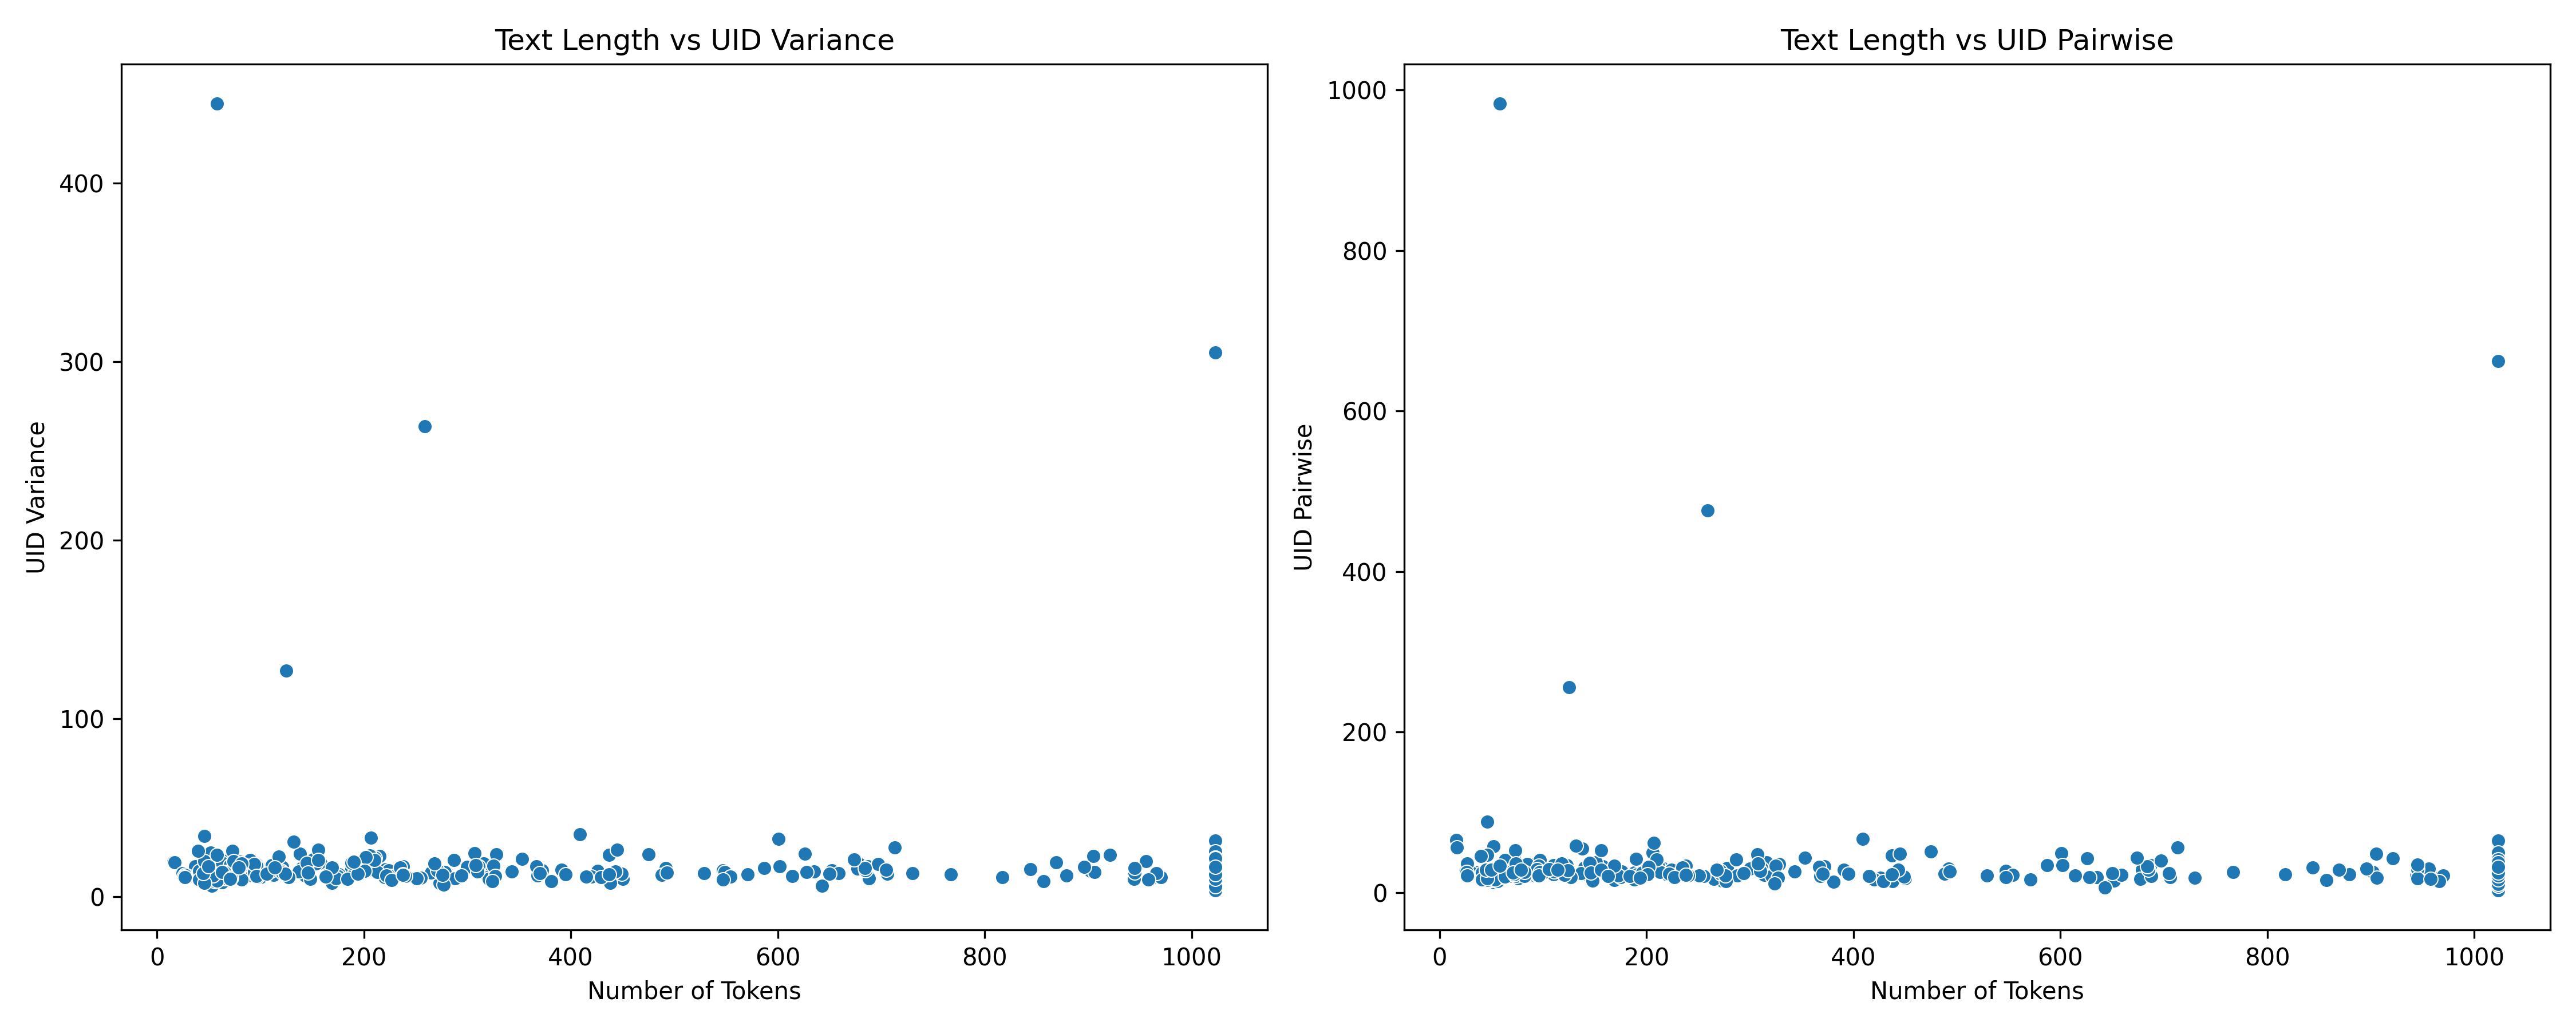 Text Length vs UID Variance
UID Variance
400
300
200
100
0
0 200 400 600 800 1000
Number of Tokens
Text Length vs UID Pairwise
UID Pairwise
1000
800
600
400
200
0
0 200 400 600 800 1000
Number of Tokens